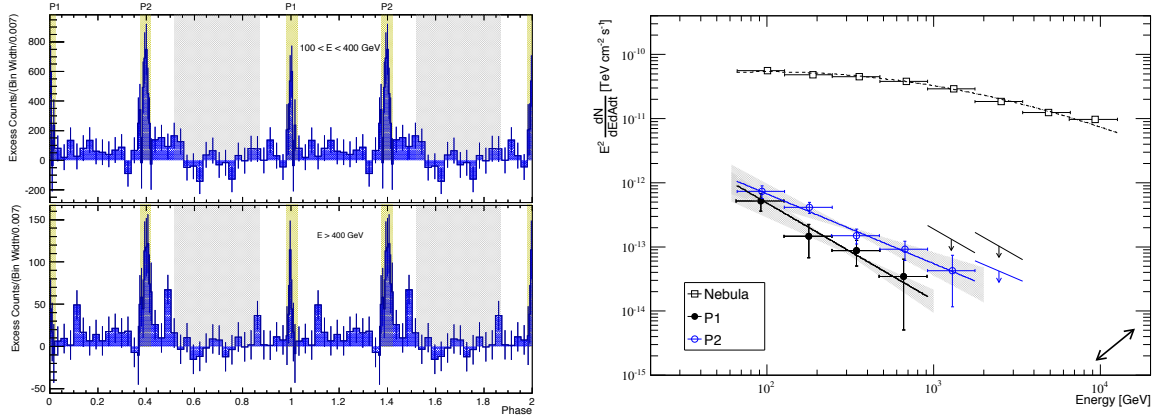 P1 P2 P1 P2
Excess Counts/(Bin Width/0.007)
800
600
400
200
0
-200
100 < E < 400 GeV
Excess Counts/(Bin Width/0.007)
150
100
50
0
-50
E > 400 GeV
0 0.2 0.4 0.6 0.8 1 1.2 1.4 1.6 1.8 2
Phase
E² dN/dEdAdt [TeV cm⁻² s⁻¹]
10⁻¹⁰
10⁻¹¹
10⁻¹²
10⁻¹³
10⁻¹⁴
10⁻¹⁵
Nebula
P1
P2
10² 10³ 10⁴
Energy [GeV]